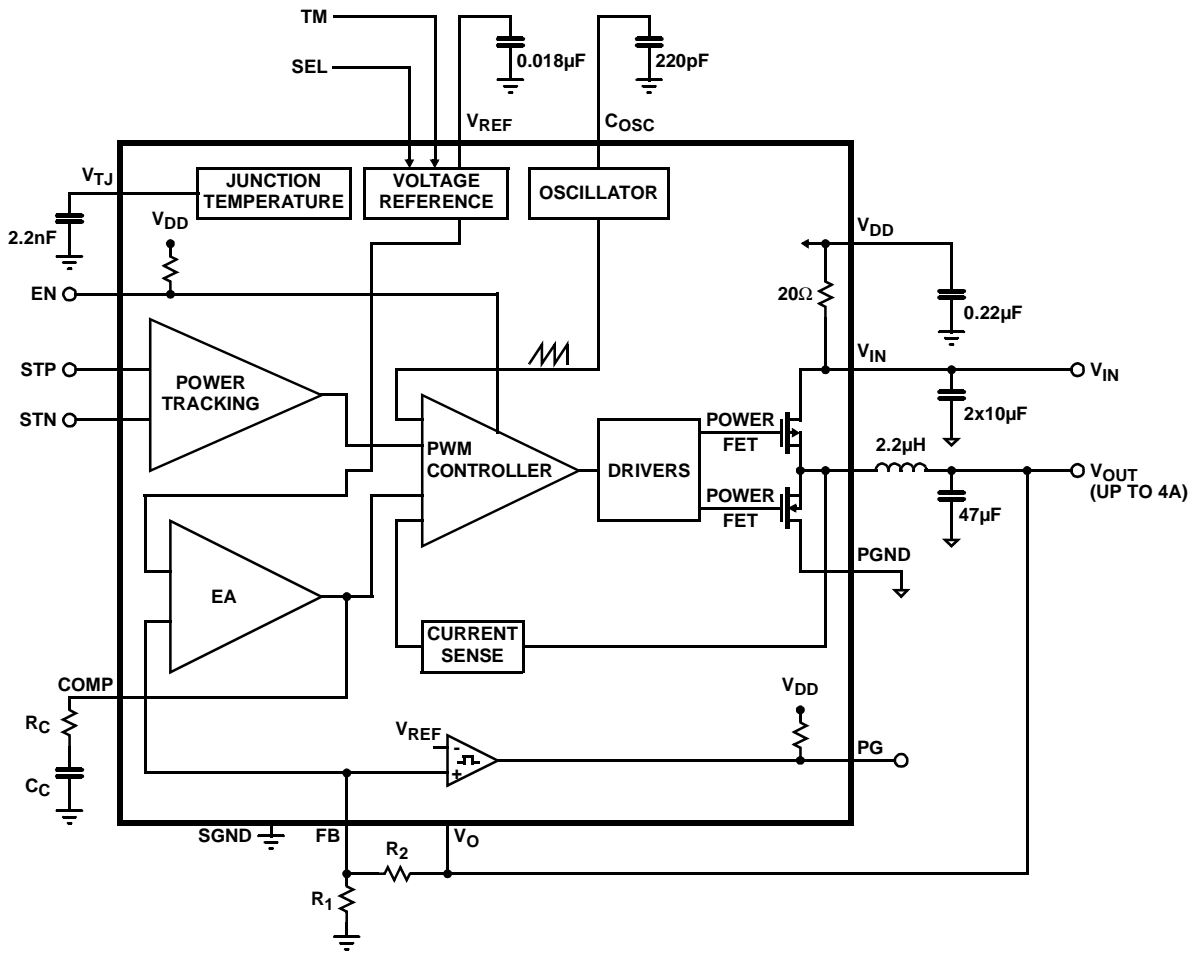 TM
0.018µF
220pF
SEL
VREF
COSC
VTJ
JUNCTION
TEMPERATURE
VOLTAGE
REFERENCE
OSCILLATOR
2.2nF
VDD
VDD
EN
20Ω
0.22µF
STP
POWER
TRACKING
STN
VIN
VIN
2x10µF
PWM
CONTROLLER
DRIVERS
POWER
FET
POWER
FET
2.2µH
VOUT
(UP TO 4A)
47µF
PGND
EA
CURRENT
SENSE
COMP
RC
CC
VREF
-
+
VDD
PG
SGND
FB
VO
R2
R1